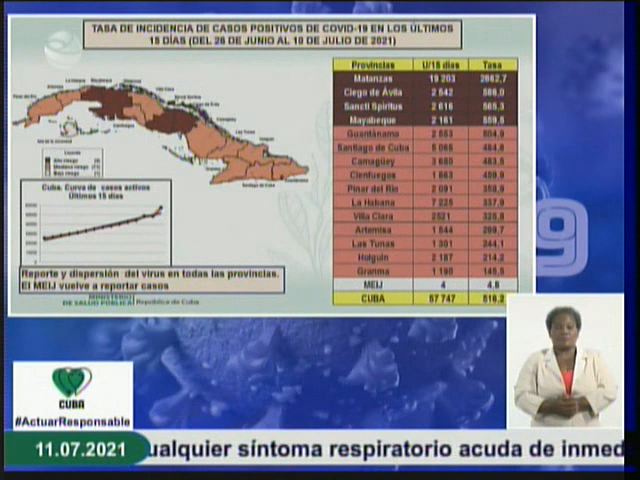 TASA DE INCIDENCIA DE CASOS POSITIVOS DE COVID-19 EN LOS ÚLTIMOS
15 DÍAS (DEL 26 DE JUNIO AL 10 DE JULIO DE 2021)
Provincias U/15 días Tasa
Matanzas 19 203 2662,7
Ciego de Ávila 2 542 586,0
Sancti Spíritus 2 616 565,3
Mayabeque 2 161 559,5
Guantánamo 2 553 504,9
Santiago de Cuba 5 065 484,8
Camagüey 3 680 483,5
Cienfuegos 1 863 459,0
Pinar del Río 2 091 358,9
La Habana 7 225 337,9
Villa Clara 2521 325,8
Artemisa 1 544 299,7
Las Tunas 1 301 244,1
Holguín 2 187 214,2
Granma 1 190 145,5
MEIJ 4 4,8
CUBA 57 747 516,2
Cuba. Curva de casos activos
Últimos 15 días
Reporte y dispersión del virus en todas las provincias.
El MEIJ vuelve a reportar casos
MINISTERIO
DE SALUD PÚBLICA República de Cuba
9
CUBA
#ActuarResponsable
11.07.2021 ualquier síntoma respiratorio acuda de inmed